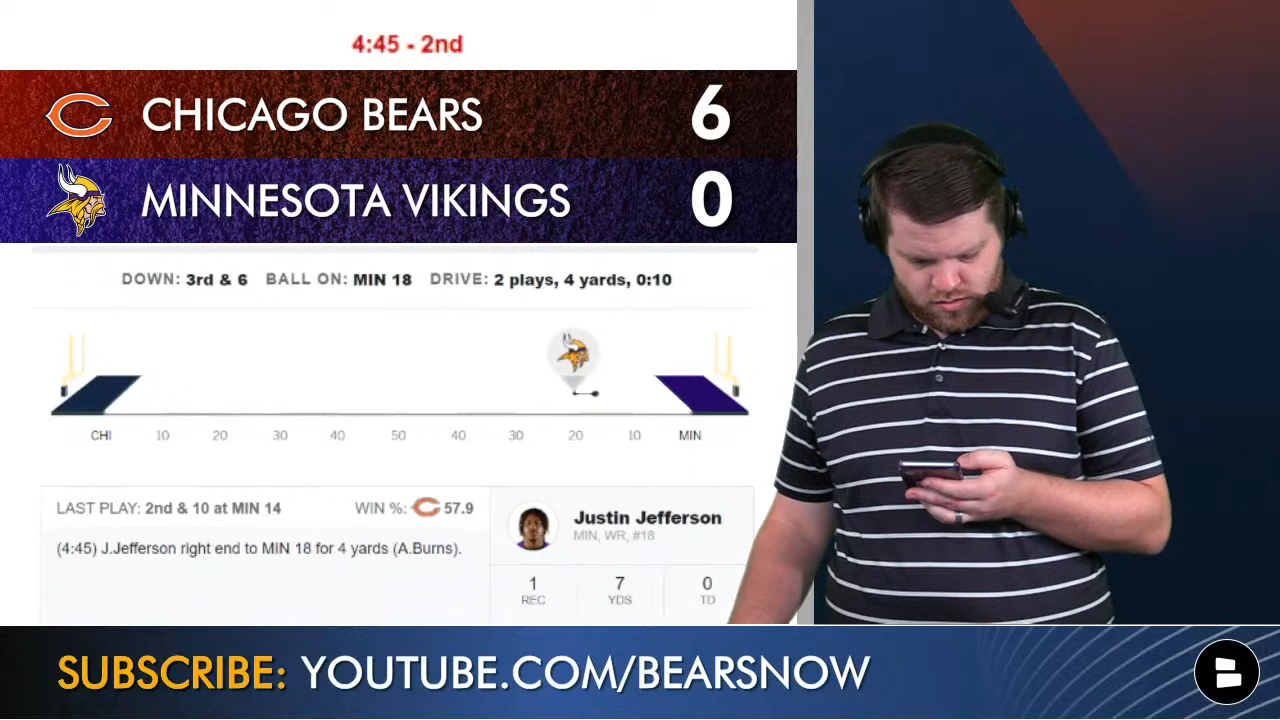 4:45 - 2nd
CHICAGO BEARS 6
MINNESOTA VIKINGS 0
DOWN: 3rd & 6 BALL ON: MIN 18 DRIVE: 2 plays, 4 yards, 0:10
CHI 10 20 30 40 50 40 30 20 10 MIN
LAST PLAY: 2nd & 10 at MIN 14 WIN %: 57.9
(4:45) J.Jefferson right end to MIN 18 for 4 yards (A.Burns).
Justin Jefferson
MIN, WR, #18
1 7 0
REC YDS TD
SUBSCRIBE: YOUTUBE.COM/BEARSNOW